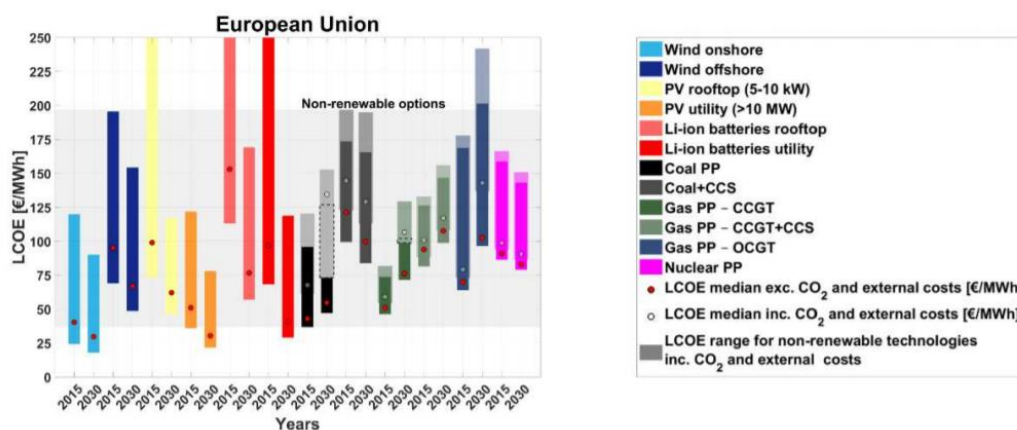 European Union
250
225
200
175
150
125
100
75
50
25
0
LCOE [€/MWh]
Non-renewable options
2015 2030 2015 2030 2015 2030 2015 2030 2015 2030 2015 2030 2015 2030 2015 2030 2015 2030 2015 2030 2015 2030 2015 2030
Years
Wind onshore
Wind offshore
PV rooftop (5-10 kW)
PV utility (>10 MW)
Li-ion batteries rooftop
Li-ion batteries utility
Coal PP
Coal+CCS
Gas PP – CCGT
Gas PP – CCGT+CCS
Gas PP – OCGT
Nuclear PP
LCOE median exc. CO₂ and external costs [€/MWh
LCOE median inc. CO₂ and external costs [€/MWh]
LCOE range for non-renewable technologies
inc. CO₂ and external costs